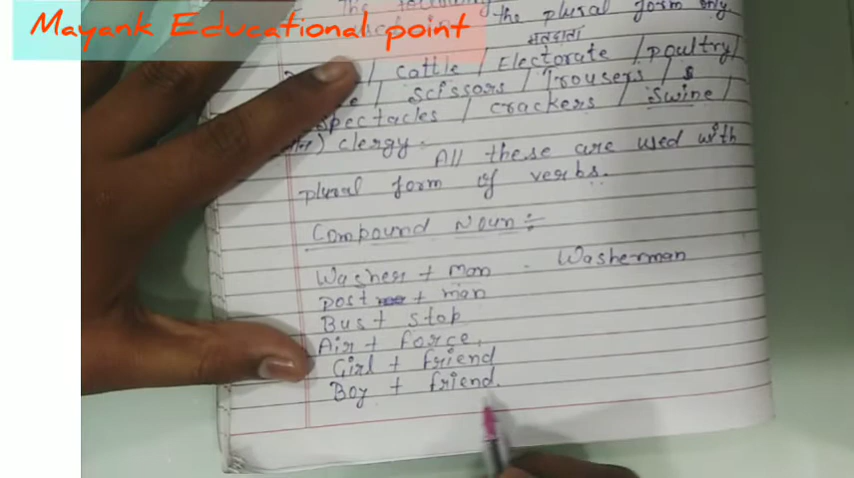 Mayank Educational point
The following
the plural form only.
मतदाता
/ cattle / Electorate / Poultry /
/ scissors / Trousers / s
spectacles / crackers / swine /
) clergy - All these are used with
plural form of verbs.
Compound Noun :-
Washer + man - Washerman
post + man
Bus + stop
Air + force,
Girl + friend
Boy + friend.